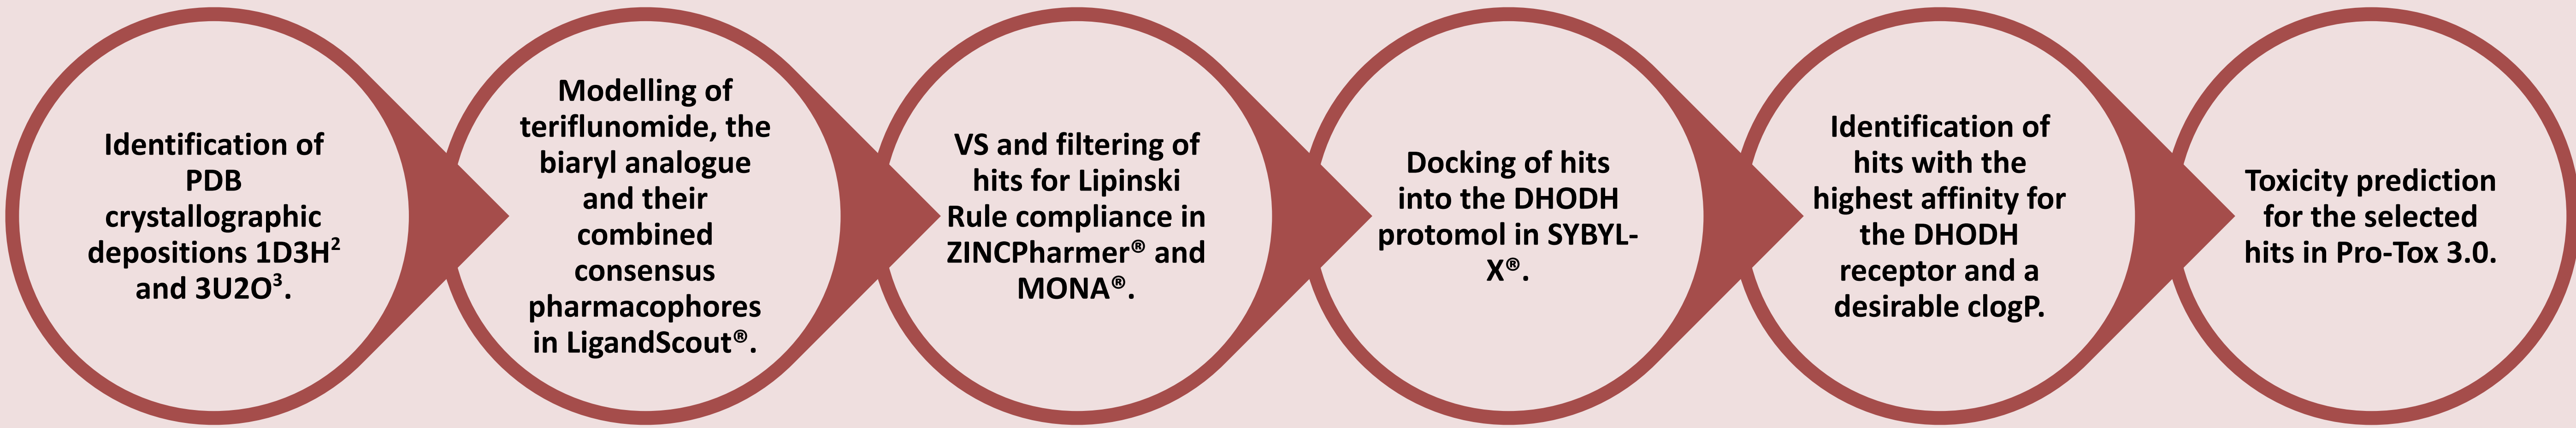 Identification of
PDB
crystallographic
depositions 1D3H²
and 3U2O³.
Modelling of
teriflunomide, the
biaryl analogue
and their
combined
consensus
pharmacophores
in LigandScout®.
VS and filtering of
hits for Lipinski
Rule compliance in
ZINCPharmer® and
MONA®.
Docking of hits
into the DHODH
protomol in SYBYL-
X®.
Identification of
hits with the
highest affinity for
the DHODH
receptor and a
desirable clogP.
Toxicity prediction
for the selected
hits in Pro-Tox 3.0.